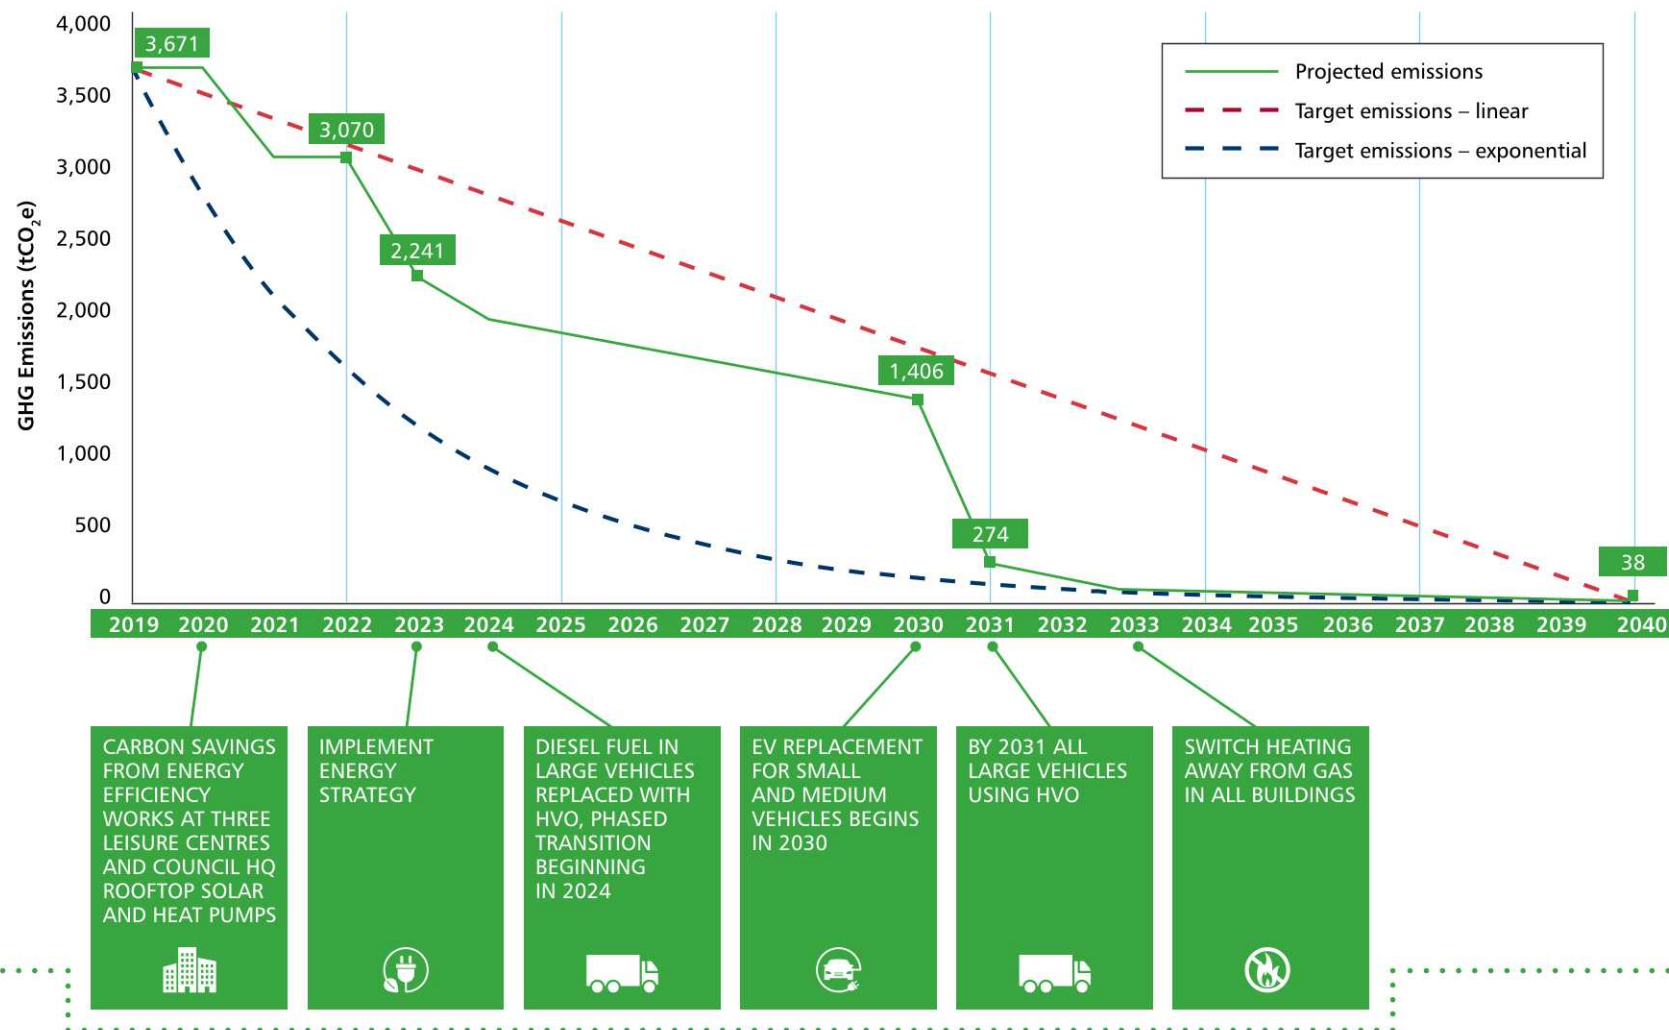 4,000
3,500
3,000
2,500
2,000
1,500
1,000
500
0
GHG Emissions (tCO₂e)
3,671
3,070
2,241
1,406
274
38
Projected emissions
Target emissions – linear
Target emissions – exponential
2019 2020 2021 2022 2023 2024 2025 2026 2027 2028 2029 2030 2031 2032 2033 2034 2035 2036 2037 2038 2039 2040
CARBON SAVINGS
FROM ENERGY
EFFICIENCY
WORKS AT THREE
LEISURE CENTRES
AND COUNCIL HQ
ROOFTOP SOLAR
AND HEAT PUMPS
IMPLEMENT
ENERGY
STRATEGY
DIESEL FUEL IN
LARGE VEHICLES
REPLACED WITH
HVO, PHASED
TRANSITION
BEGINNING
IN 2024
EV REPLACEMENT
FOR SMALL
AND MEDIUM
VEHICLES BEGINS
IN 2030
BY 2031 ALL
LARGE VEHICLES
USING HVO
SWITCH HEATING
AWAY FROM GAS
IN ALL BUILDINGS